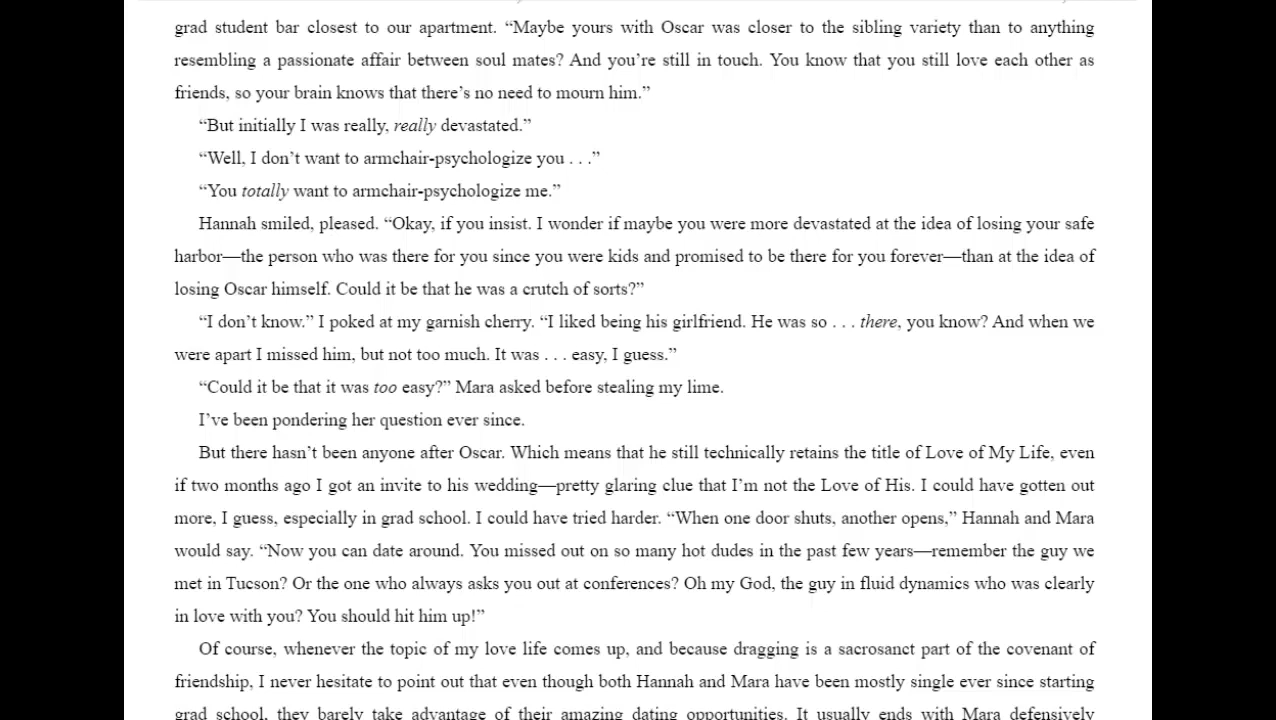 grad student bar closest to our apartment. “Maybe yours with Oscar was closer to the sibling variety than to anything
resembling a passionate affair between soul mates? And you’re still in touch. You know that you still love each other as
friends, so your brain knows that there’s no need to mourn him.”
“But initially I was really, really devastated.”
“Well, I don’t want to armchair-psychologize you . . .”
“You totally want to armchair-psychologize me.”
Hannah smiled, pleased. “Okay, if you insist. I wonder if maybe you were more devastated at the idea of losing your safe
harbor—the person who was there for you since you were kids and promised to be there for you forever—than at the idea of
losing Oscar himself. Could it be that he was a crutch of sorts?”
“I don’t know.” I poked at my garnish cherry. “I liked being his girlfriend. He was so . . . there, you know? And when we
were apart I missed him, but not too much. It was . . . easy, I guess.”
“Could it be that it was too easy?” Mara asked before stealing my lime.
I’ve been pondering her question ever since.
But there hasn’t been anyone after Oscar. Which means that he still technically retains the title of Love of My Life, even
if two months ago I got an invite to his wedding—pretty glaring clue that I’m not the Love of His. I could have gotten out
more, I guess, especially in grad school. I could have tried harder. “When one door shuts, another opens,” Hannah and Mara
would say. “Now you can date around. You missed out on so many hot dudes in the past few years—remember the guy we
met in Tucson? Or the one who always asks you out at conferences? Oh my God, the guy in fluid dynamics who was clearly
in love with you? You should hit him up!”
Of course, whenever the topic of my love life comes up, and because dragging is a sacrosanct part of the covenant of
friendship, I never hesitate to point out that even though both Hannah and Mara have been mostly single ever since starting
grad school, they barely take advantage of their amazing dating opportunities. It usually ends with Mara defensively